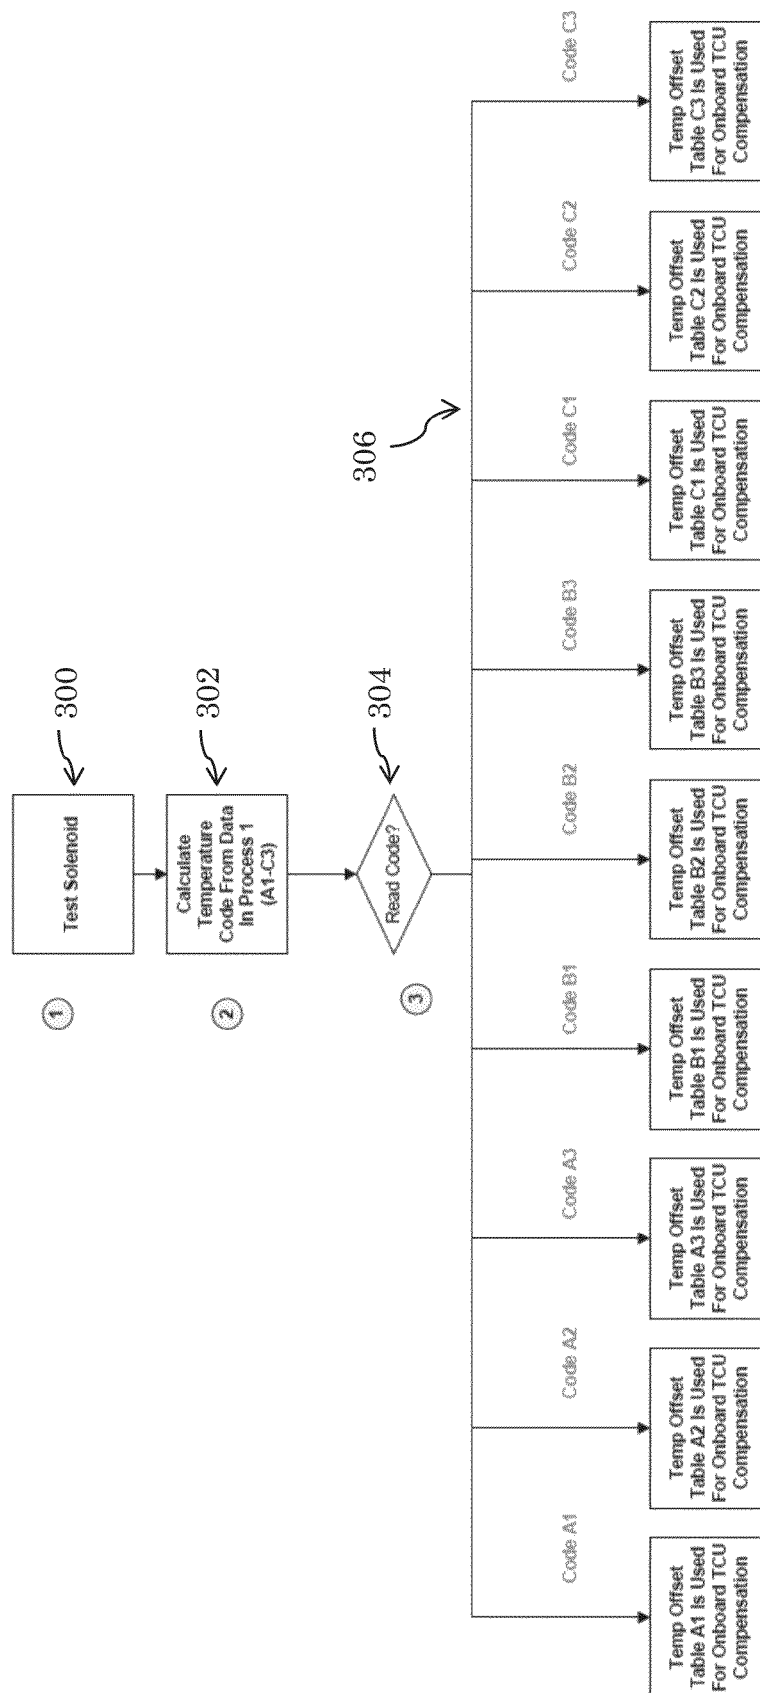 1
Test Solenoid
300
2
Calculate
Temperature
Code From Data
In Process 1
(A1-C3)
302
3
Read Code?
304
306
Code A1
Code A2
Code A3
Code B1
Code B2
Code B3
Code C1
Code C2
Code C3
Temp Offset
Table A1 Is Used
For Onboard TCU
Compensation
Temp Offset
Table A2 Is Used
For Onboard TCU
Compensation
Temp Offset
Table A3 Is Used
For Onboard TCU
Compensation
Temp Offset
Table B1 Is Used
For Onboard TCU
Compensation
Temp Offset
Table B2 Is Used
For Onboard TCU
Compensation
Temp Offset
Table B3 Is Used
For Onboard TCU
Compensation
Temp Offset
Table C1 Is Used
For Onboard TCU
Compensation
Temp Offset
Table C2 Is Used
For Onboard TCU
Compensation
Temp Offset
Table C3 Is Used
For Onboard TCU
Compensation